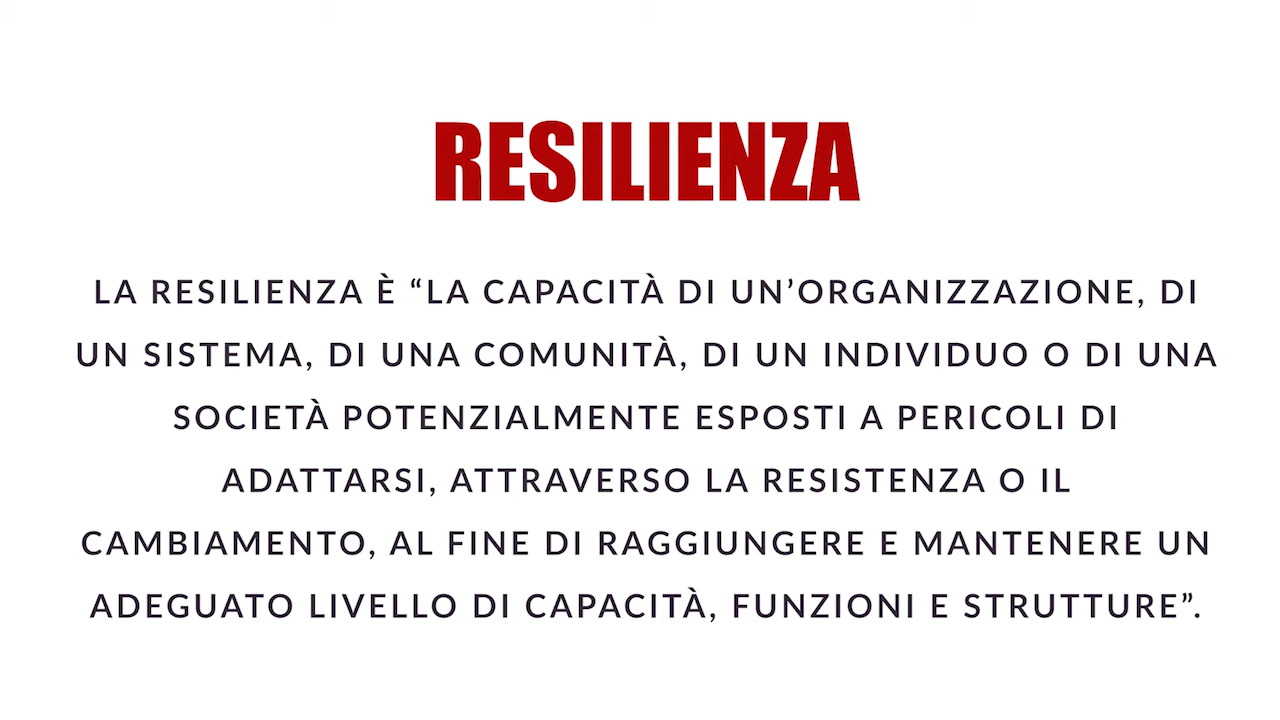 RESILIENZA
LA RESILIENZA È “LA CAPACITÀ DI UN’ORGANIZZAZIONE, DI
UN SISTEMA, DI UNA COMUNITÀ, DI UN INDIVIDUO O DI UNA
SOCIETÀ POTENZIALMENTE ESPOSTI A PERICOLI DI
ADATTARSI, ATTRAVERSO LA RESISTENZA O IL
CAMBIAMENTO, AL FINE DI RAGGIUNGERE E MANTENERE UN
ADEGUATO LIVELLO DI CAPACITÀ, FUNZIONI E STRUTTURE”.